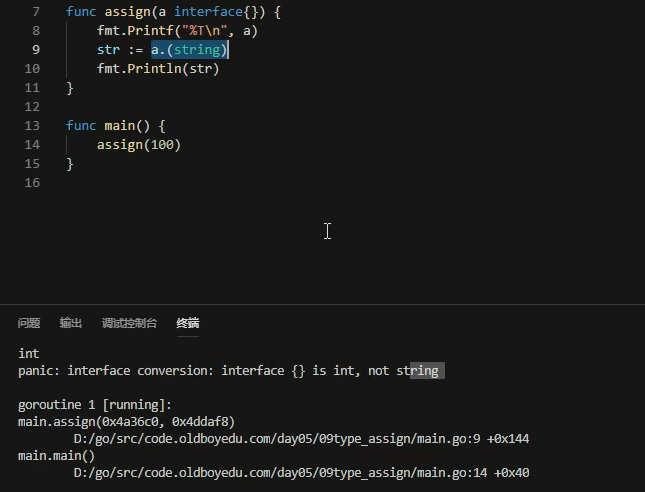 7 func assign(a interface{}) {
8 fmt.Printf("%T\n", a)
9 str := a.(string)
10 fmt.Println(str)
11 }
12
13 func main() {
14 assign(100)
15 }
16
问题 输出 调试控制台 终端
int
panic: interface conversion: interface {} is int, not string
goroutine 1 [running]:
main.assign(0x4a36c0, 0x4ddaf8)
D:/go/src/code.oldboyedu.com/day05/09type_assign/main.go:9 +0x144
main.main()
D:/go/src/code.oldboyedu.com/day05/09type_assign/main.go:14 +0x40